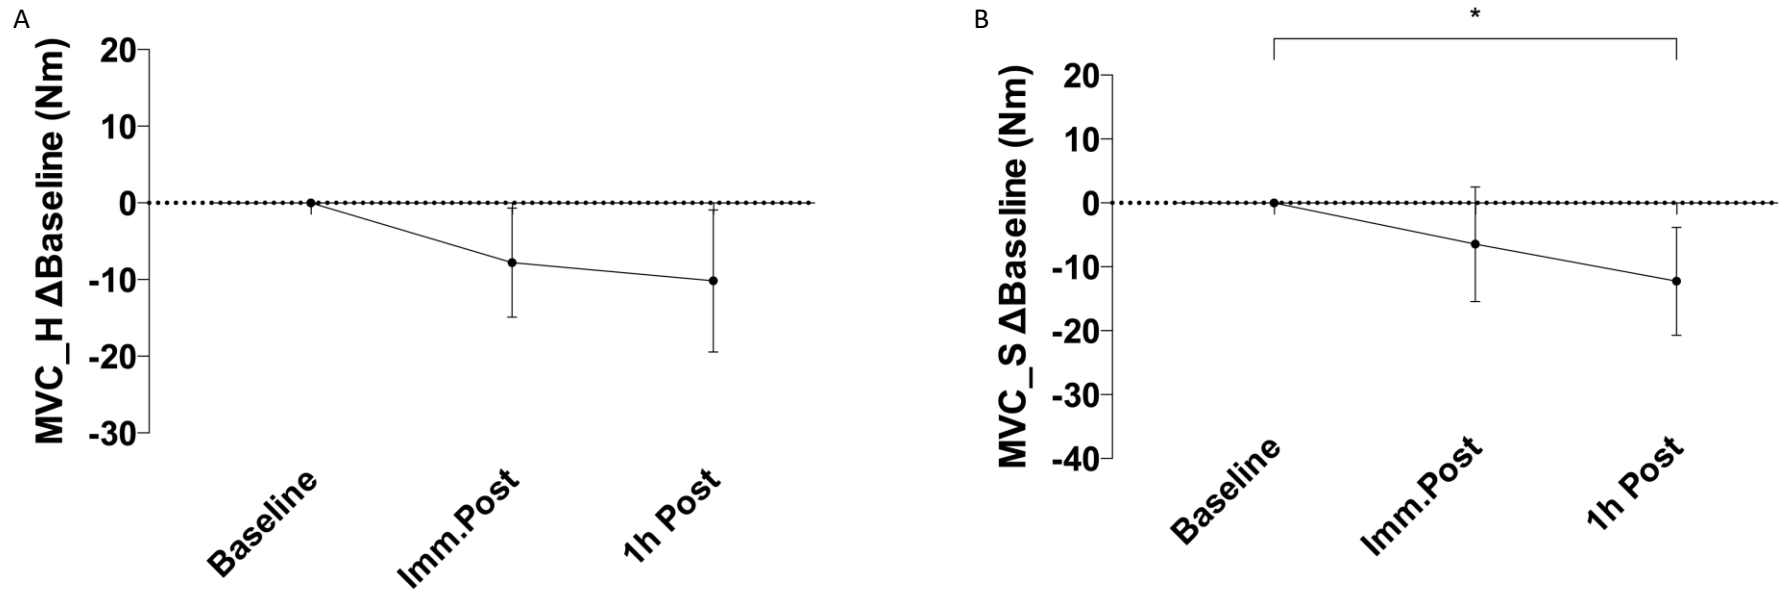 A
MVC_H ΔBaseline (Nm)
20
10
0
-10
-20
-30
Baseline
Imm.Post
1h Post
B
*
MVC_S ΔBaseline (Nm)
20
10
0
-10
-20
-30
-40
Baseline
Imm.Post
1h Post